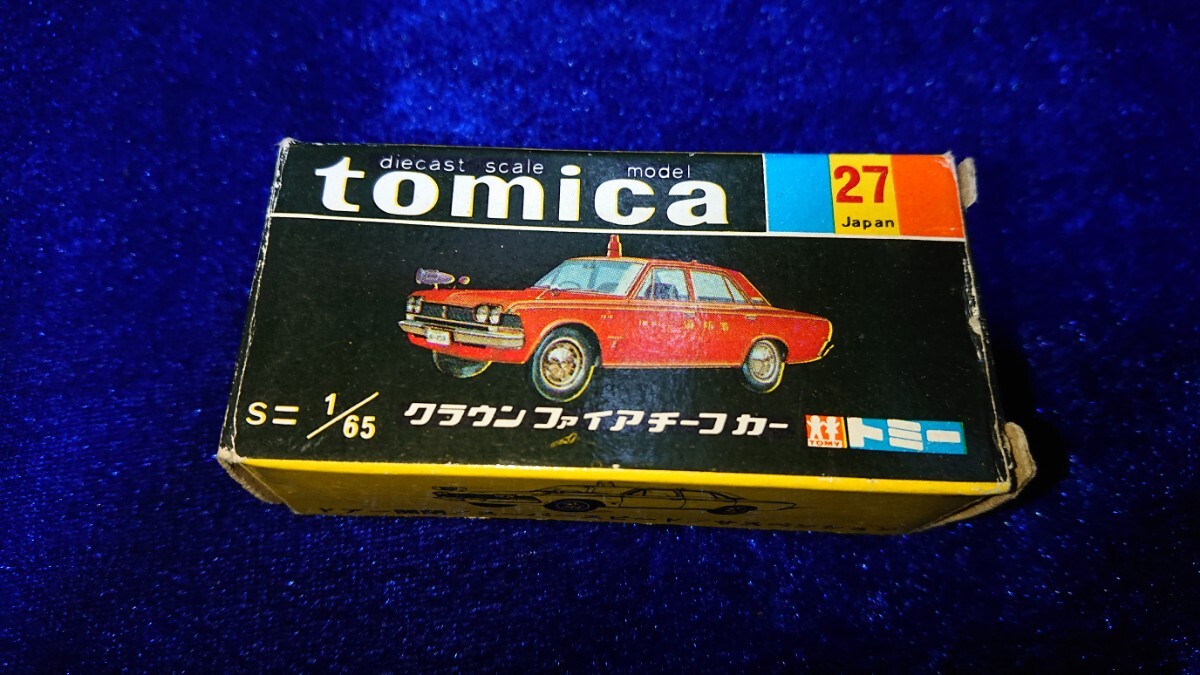 diecast scale model
tomica
27
Japan
S= 1/65
クラウン ファイアチーフカー
TOMY
トミー